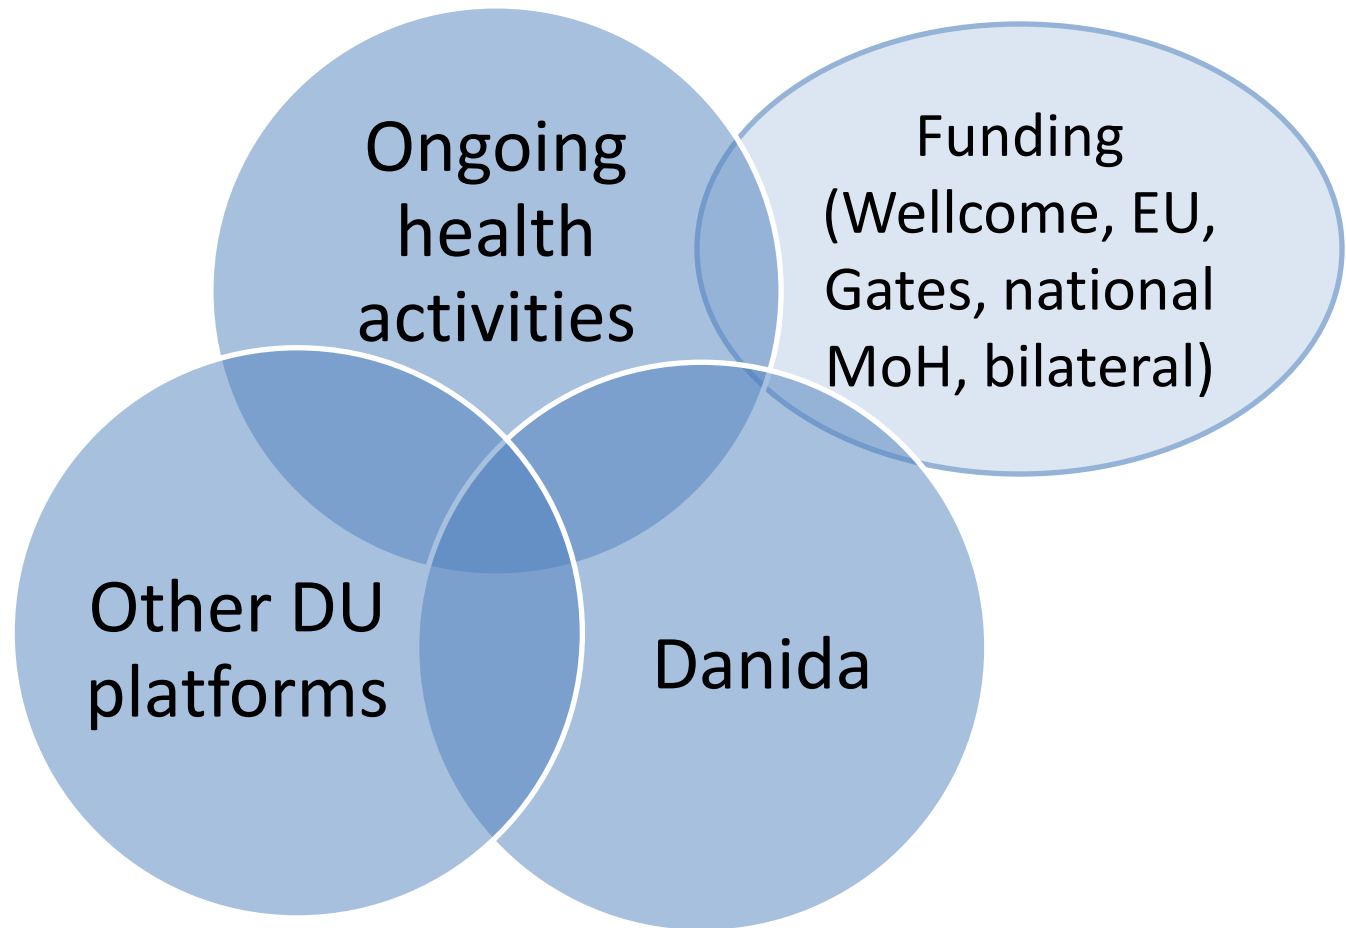 Ongoing
health
activities
Funding
(Wellcome, EU,
Gates, national
MoH, bilateral)
Other DU
platforms
Danida